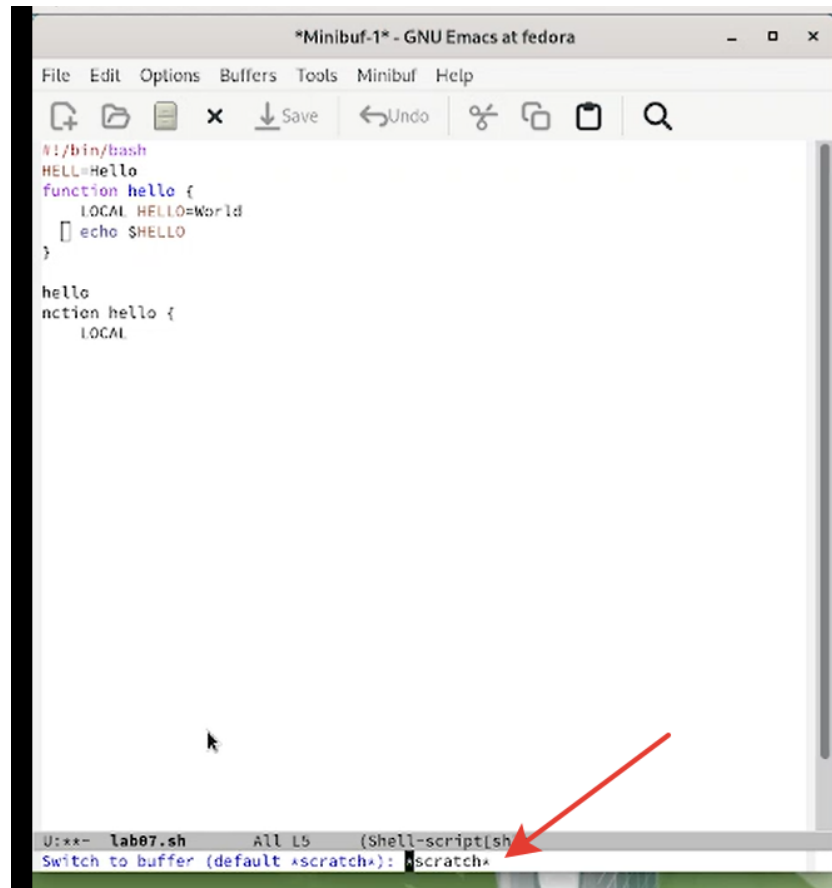 *Minibuf-1* - GNU Emacs at fedora
File Edit Options Buffers Tools Minibuf Help
Save Undo
#!/bin/bash
HELL=Hello
function hello {
    LOCAL HELLO=World
    echo $HELLO
}
hello
nction hello {
    LOCAL
U:**- lab07.sh All L5 (Shell-script[sh
Switch to buffer (default *scratch*): *scratch*